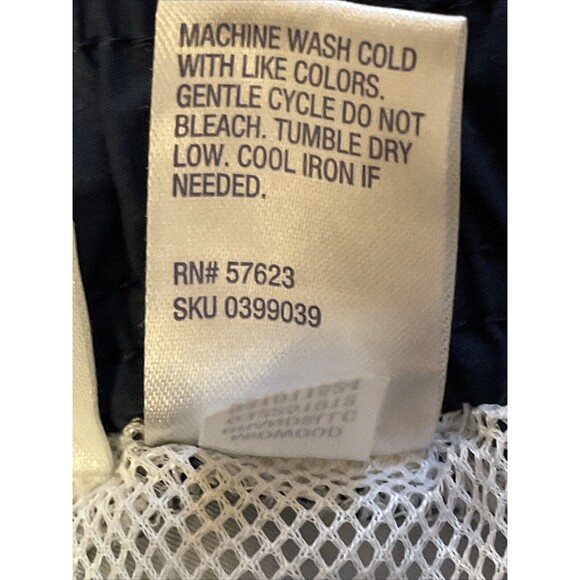 MACHINE WASH COLD
WITH LIKE COLORS.
GENTLE CYCLE DO NOT
BLEACH. TUMBLE DRY
LOW. COOL IRON IF
NEEDED.
RN# 57623
SKU 0399039
WILDWOOD